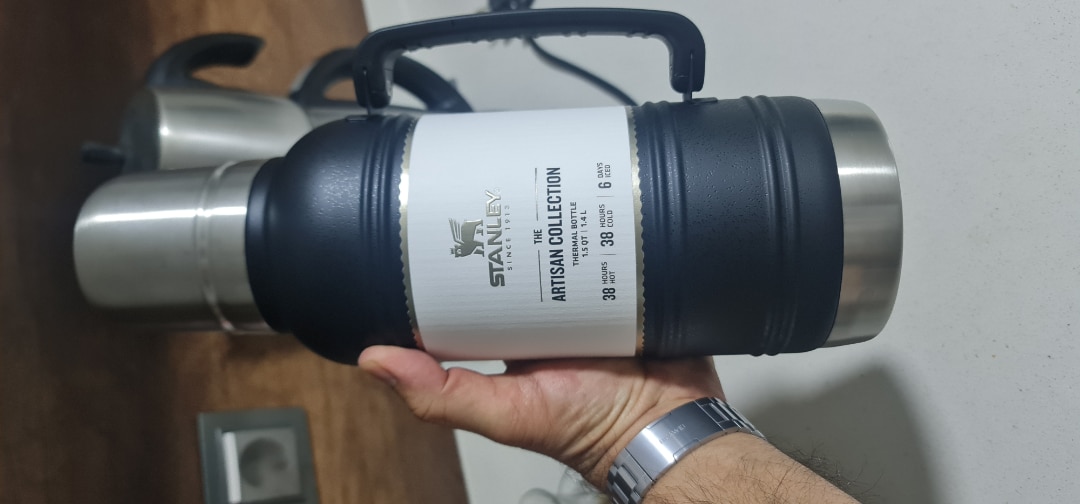 STANLEY
SINCE 1913
THE
ARTISAN COLLECTION
THERMAL BOTTLE
1.5 QT | 1.4 L
38 HOURS HOT | 38 HOURS COLD | 6 DAYS ICED